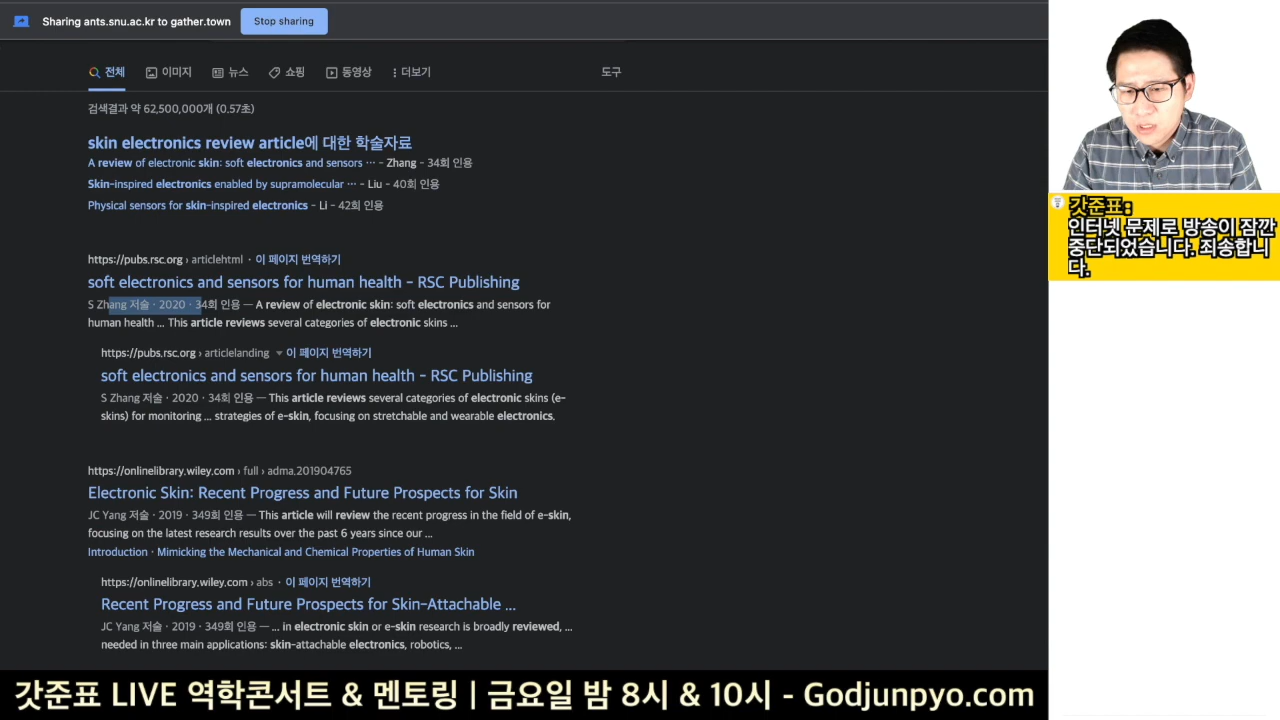 Sharing ants.snu.ac.kr to gather.town
Stop sharing
전체 이미지 뉴스 쇼핑 동영상 더보기 도구
검색결과 약 62,500,000개 (0.57초)
skin electronics review article에 대한 학술자료
A review of electronic skin: soft electronics and sensors ··· - Zhang - 34회 인용
Skin-inspired electronics enabled by supramolecular ··· - Liu - 40회 인용
Physical sensors for skin-inspired electronics - Li - 42회 인용
https://pubs.rsc.org › articlehtml · 이 페이지 번역하기
soft electronics and sensors for human health - RSC Publishing
S Zhang 저술 · 2020 · 34회 인용 — A review of electronic skin: soft electronics and sensors for
human health ... This article reviews several categories of electronic skins ...
https://pubs.rsc.org › articlelanding 이 페이지 번역하기
soft electronics and sensors for human health - RSC Publishing
S Zhang 저술 · 2020 · 34회 인용 — This article reviews several categories of electronic skins (e-
skins) for monitoring ... strategies of e-skin, focusing on stretchable and wearable electronics.
https://onlinelibrary.wiley.com › full › adma.201904765
Electronic Skin: Recent Progress and Future Prospects for Skin
JC Yang 저술 · 2019 · 349회 인용 — This article will review the recent progress in the field of e-skin,
focusing on the latest research results over the past 6 years since our ...
Introduction · Mimicking the Mechanical and Chemical Properties of Human Skin
https://onlinelibrary.wiley.com › abs · 이 페이지 번역하기
Recent Progress and Future Prospects for Skin-Attachable ...
JC Yang 저술 · 2019 · 349회 인용 — ... in electronic skin or e-skin research is broadly reviewed, ...
needed in three main applications: skin-attachable electronics, robotics, ...
갓준표:
인터넷 문제로 방송이 잠깐
중단되었습니다. 죄송합니
다.
갓준표 LIVE 역학콘서트 & 멘토링 | 금요일 밤 8시 & 10시 - Godjunpyo.com